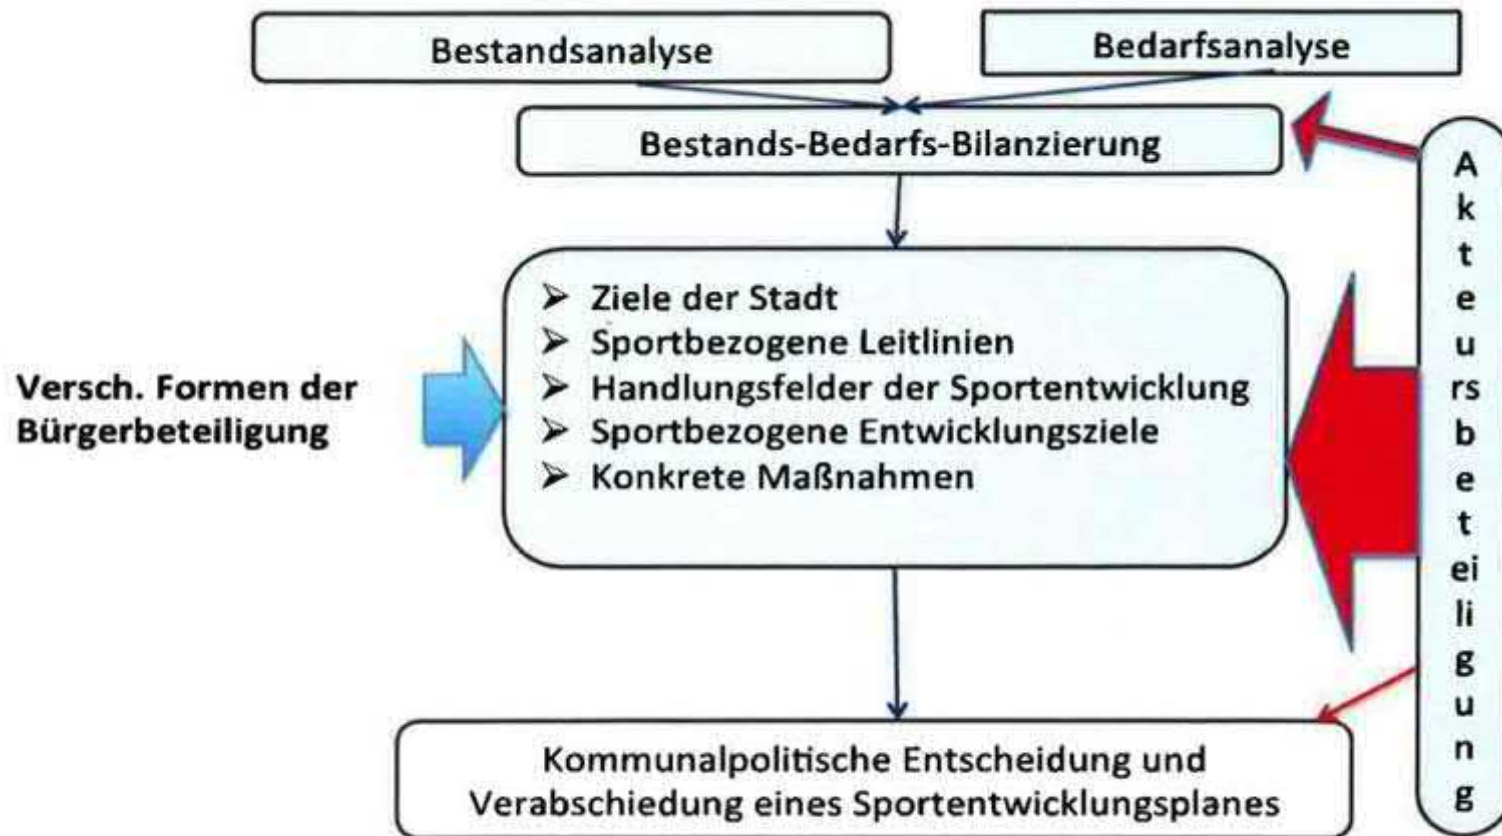 Bestandsanalyse
Bedarfsanalyse
Bestands-Bedarfs-Bilanzierung
➢ Ziele der Stadt
➢ Sportbezogene Leitlinien
➢ Handlungsfelder der Sportentwicklung
➢ Sportbezogene Entwicklungsziele
➢ Konkrete Maßnahmen
Versch. Formen der
Bürgerbeteiligung
A
k
t
e
u
rs
b
e
t
ei
li
g
u
n
g
Kommunalpolitische Entscheidung und
Verabschiedung eines Sportentwicklungsplanes